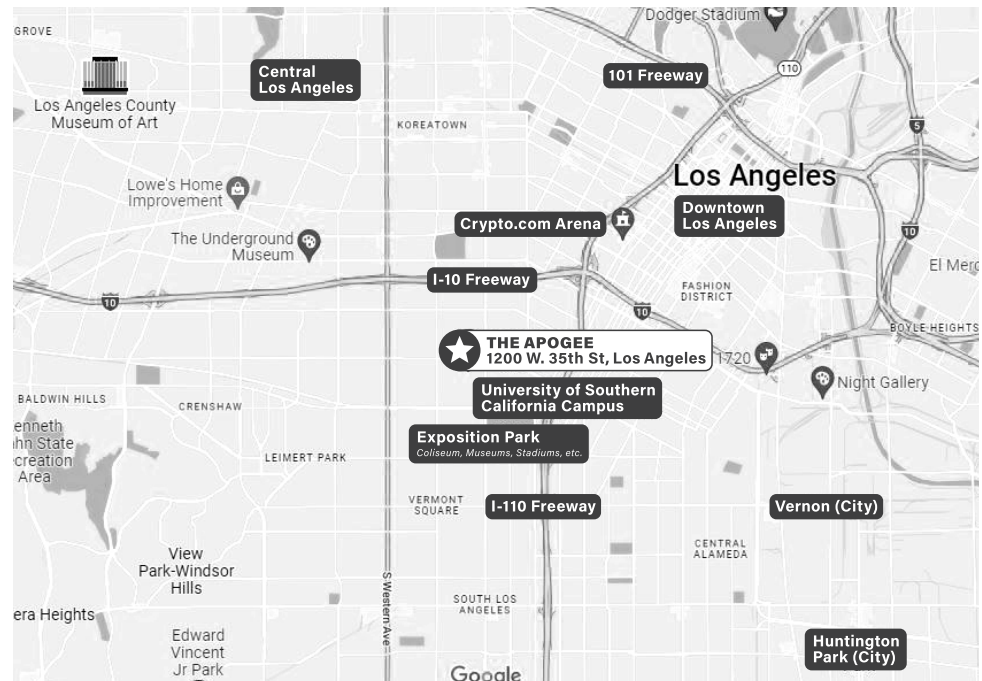 GROVE
Dodger Stadium
Central
Los Angeles
101 Freeway
110
Los Angeles County
Museum of Art
KOREATOWN
5
Los Angeles
Lowe's Home
Improvement
Downtown
Los Angeles
Crypto.com Arena
The Underground
Museum
10
El Merc
I-10 Freeway
FASHION
DISTRICT
10
10
BOYLE HEIGHTS
THE APOGEE
1200 W. 35th St, Los Angeles
1720
Night Gallery
University of Southern
California Campus
BALDWIN HILLS
CRENSHAW
enneth
hn State
ecreation
Area
Exposition Park
Coliseum, Museums, Stadiums, etc.
LEIMERT PARK
VERMONT
SQUARE
I-110 Freeway
Vernon (City)
CENTRAL
ALAMEDA
View
Park-Windsor
Hills
S Western Ave
SOUTH LOS
ANGELES
era Heights
Edward
Vincent
Jr Park
Huntington
Park (City)
Google